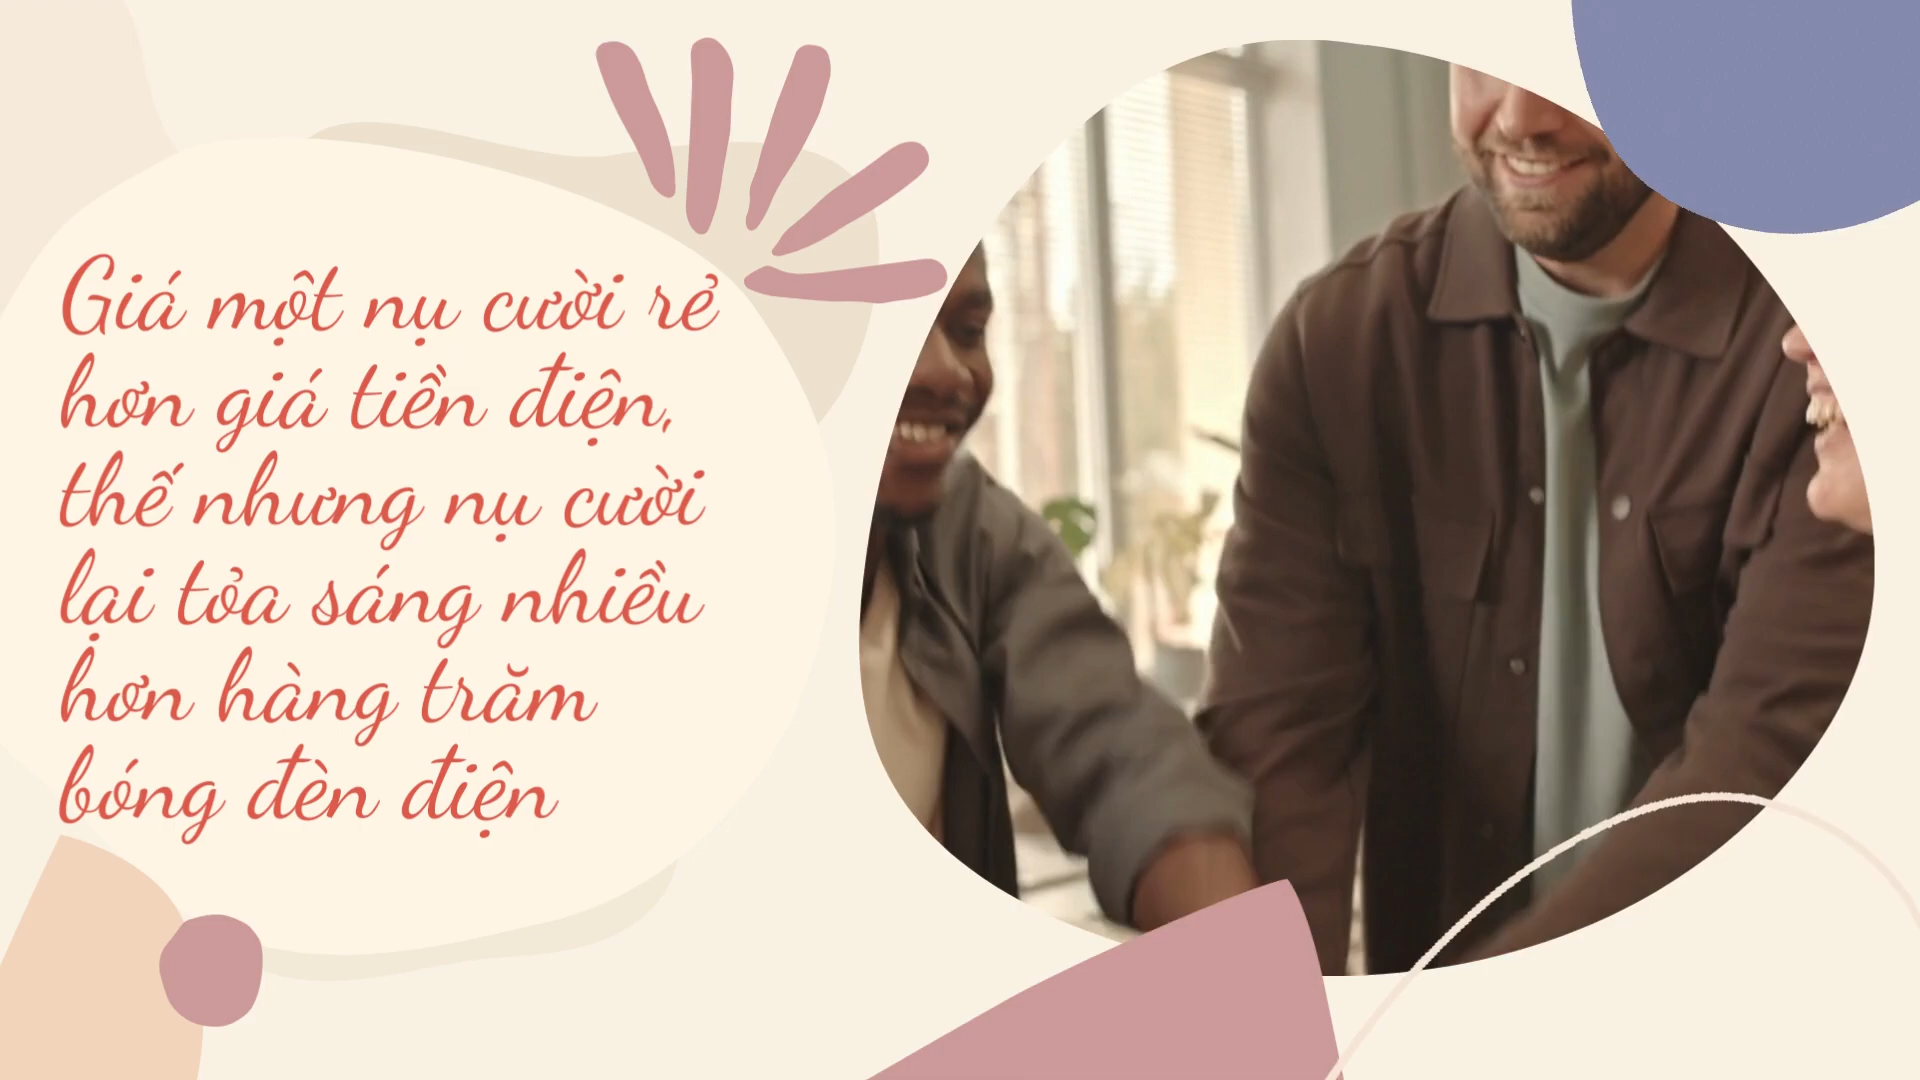 Giá một nụ cười rẻ
hơn giá tiền điện,
thế nhưng nụ cười
lại tỏa sáng nhiều
hơn hàng trăm
bóng đèn điện